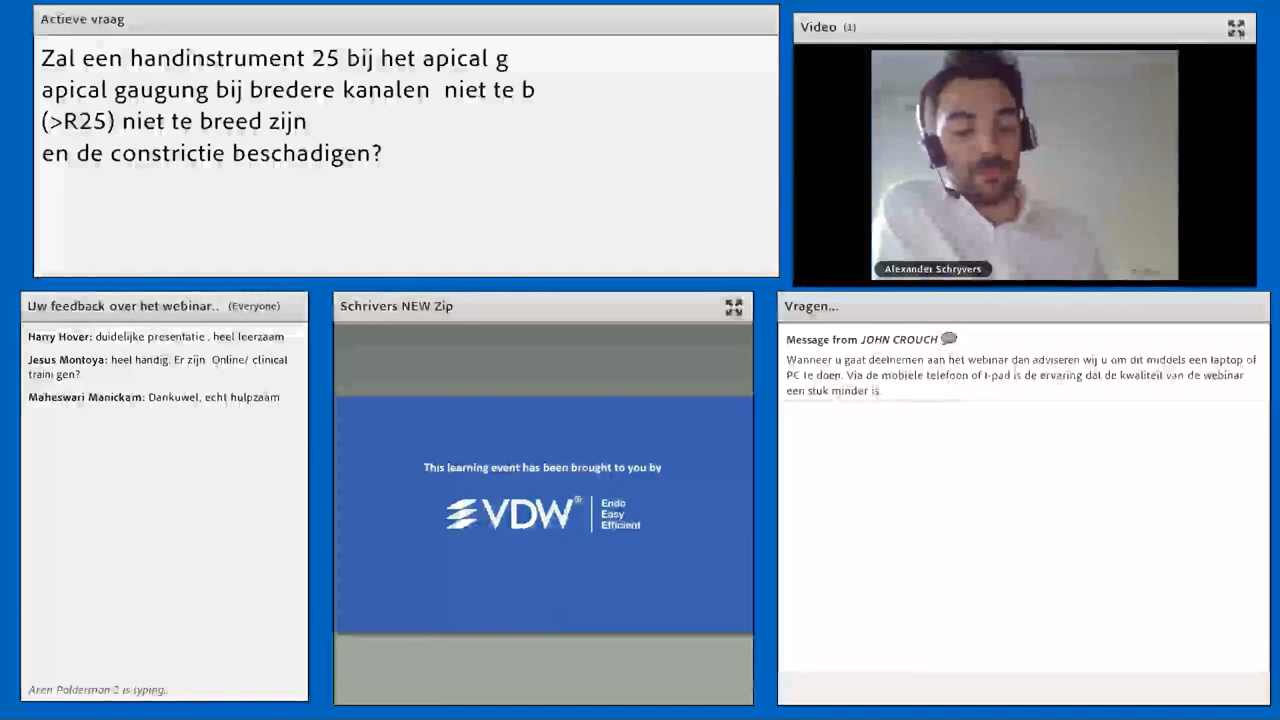 Actieve vraag
Zal een handinstrument 25 bij het apical g
apical gaugung bij bredere kanalen niet te b
(>R25) niet te breed zijn
en de constrictie beschadigen?
Video (1)
Alexander Schryvers
Uw feedback over het webinar.. (Everyone)
Harry Hover: duidelijke presentatie . heel leerzaam
Jesus Montoya: heel handig. Er zijn Online/ clinical
traini gen?
Maheswari Manickam: Dankuwel, echt hulpzaam
Aren Polderman is typing..
Schrivers NEW Zip
This learning event has been brought to you by
VDW®
Endo
Easy
Efficient
Vragen...
Message from JOHN CROUCH
Wanneer u gaat deelnemen aan het webinar dan adviseren wij u om dit middels een laptop of
PC te doen. Via de mobiele telefoon of I-pad is de ervaring dat de kwaliteit van de webinar
een stuk minder is.